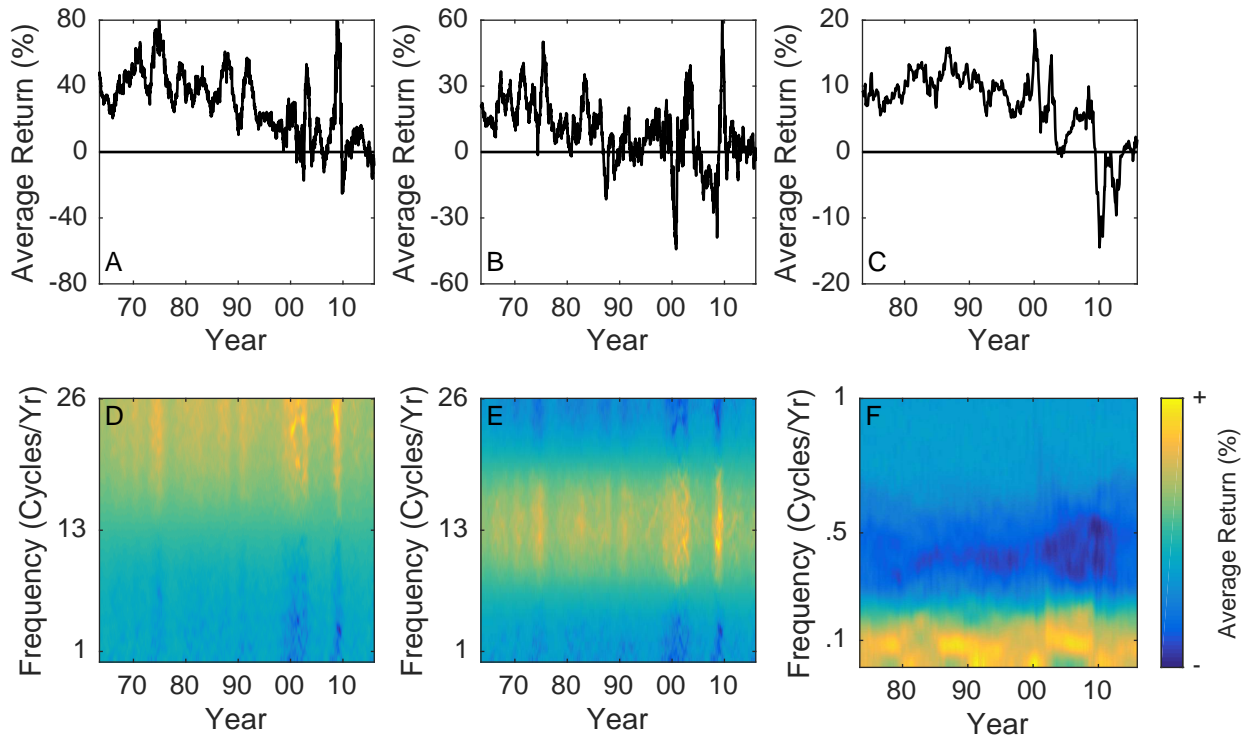 Average Return (%)
80
40
0
-40
-80
A
70 80 90 00 10
Year
Average Return (%)
60
30
0
-30
-60
B
70 80 90 00 10
Year
Average Return (%)
20
10
0
-10
-20
C
80 90 00 10
Year
Frequency (Cycles/Yr)
26
13
1
D
70 80 90 00 10
Year
Frequency (Cycles/Yr)
26
13
1
E
70 80 90 00 10
Year
Frequency (Cycles/Yr)
1
.5
.1
F
80 90 00 10
Year
+
-
Average Return (%)